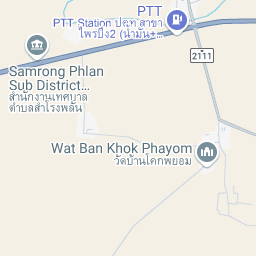 PTT
PTT Station ปตท สาขา
ไพรบึง2 (น้ำมัน+...
2111
Samrong Phlan
Sub District...
สำนักงานเทศบาล
ตำบลสำโรงพลัน
Wat Ban Khok Phayom
วัดบ้านโคกพยอม